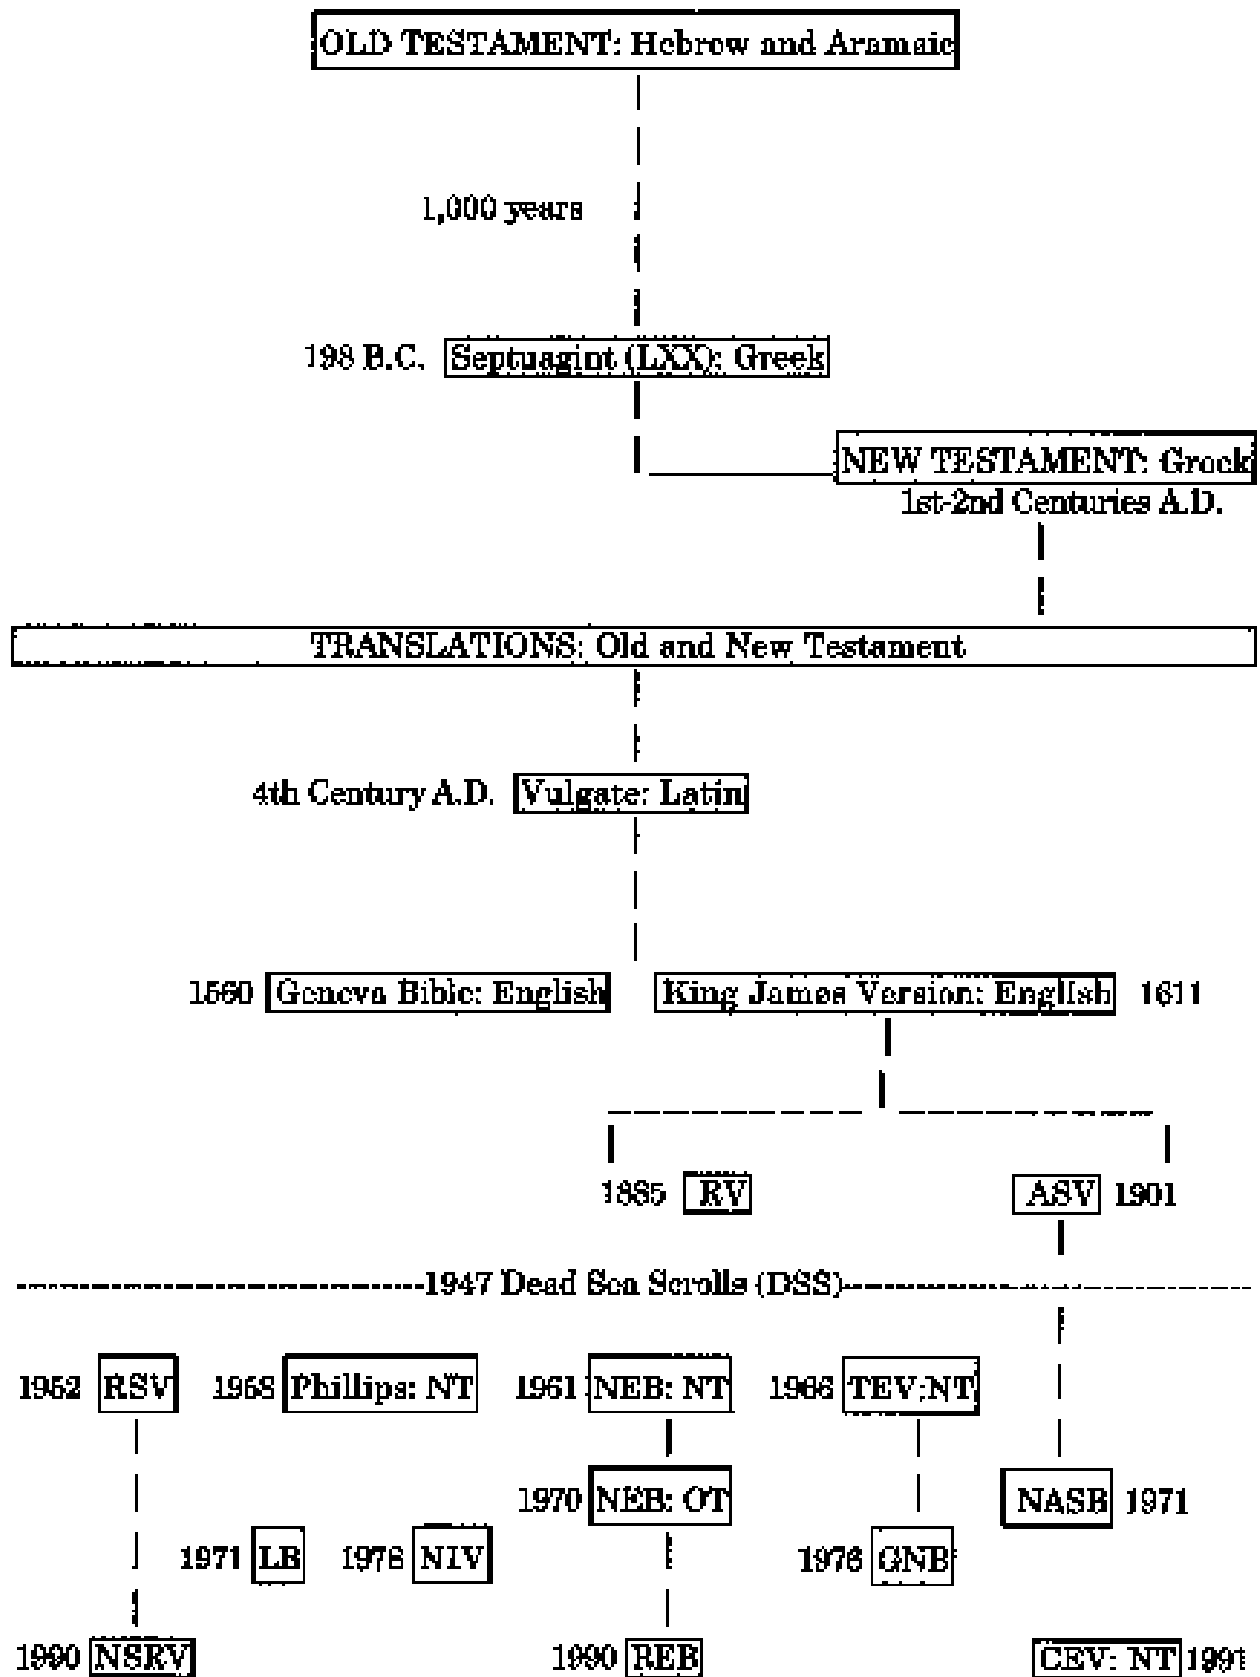 OLD TESTAMENT: Hebrew and Aramaic
1,000 years
198 B.C. Septuagint (LXX): Greek
NEW TESTAMENT: Greek
1st-2nd Centuries A.D.
TRANSLATIONS: Old and New Testament
4th Century A.D. Vulgate: Latin
1560 Geneva Bible: English King James Version: English 1611
1885 RV ASV 1901
1947 Dead Sea Scrolls (DSS)
1952 RSV 1958 Phillips: NT 1961 NEB: NT 1966 TEV:NT
1970 NEB: OT NASB 1971
1971 LB 1978 NIV 1976 GNB
1990 NSRV 1990 REB CEV: NT 1991